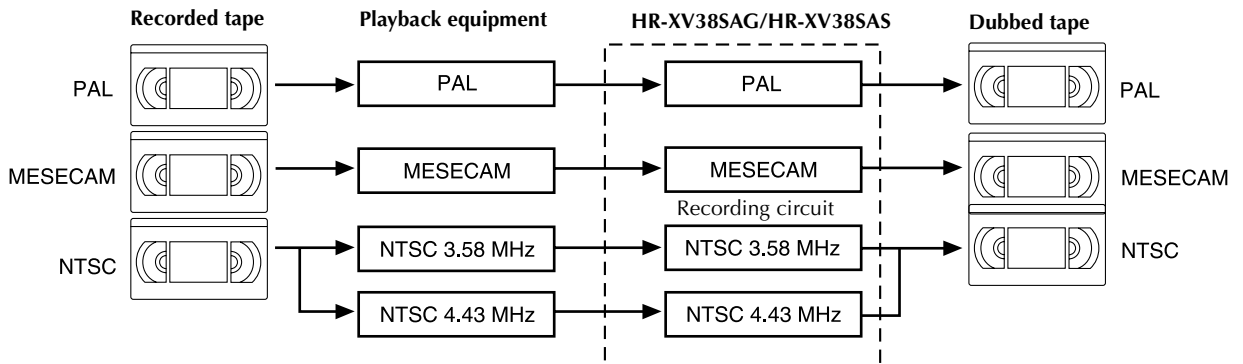 Recorded tape
Playback equipment
HR-XV38SAG/HR-XV38SAS
Dubbed tape
PAL
PAL
PAL
PAL
MESECAM
MESECAM
MESECAM
MESECAM
Recording circuit
NTSC
NTSC 3.58 MHz
NTSC 3.58 MHz
NTSC
NTSC 4.43 MHz
NTSC 4.43 MHz